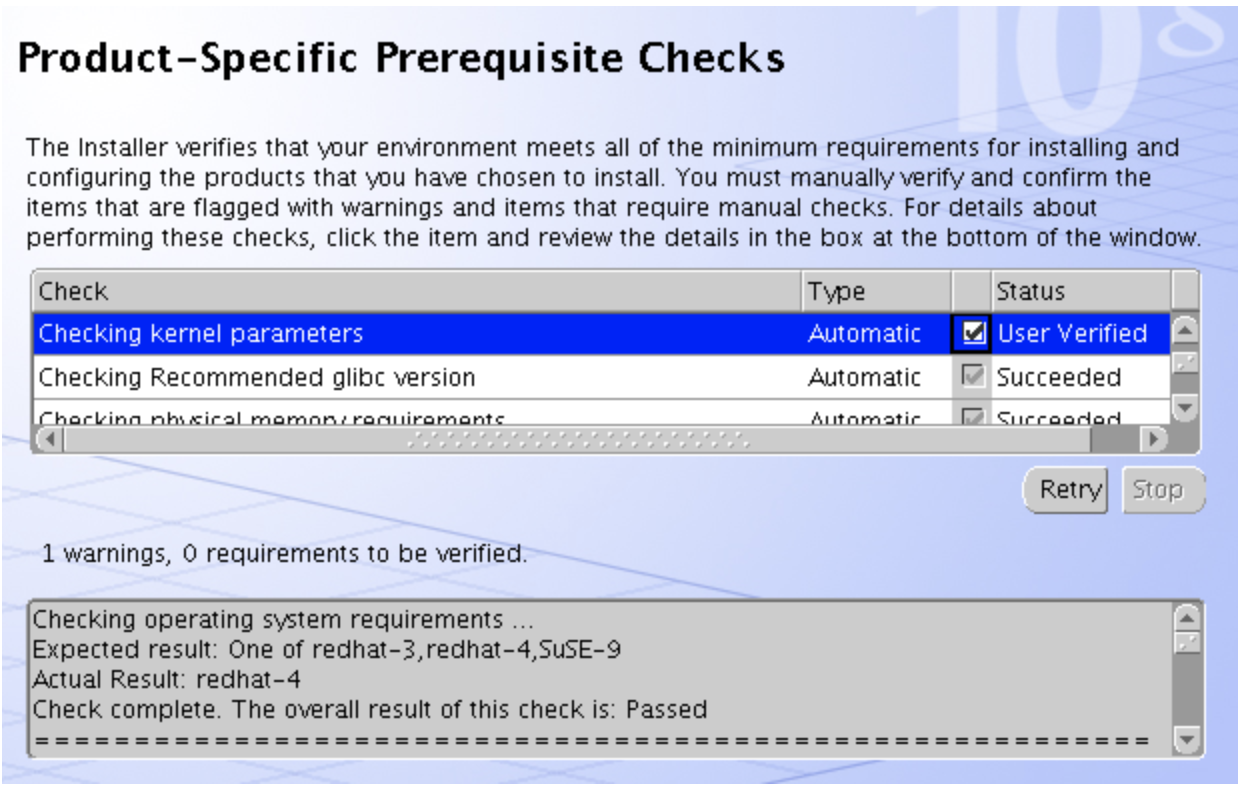 10g
Product-Specific Prerequisite Checks
The Installer verifies that your environment meets all of the minimum requirements for installing and
configuring the products that you have chosen to install. You must manually verify and confirm the
items that are flagged with warnings and items that require manual checks. For details about
performing these checks, click the item and review the details in the box at the bottom of the window.
Check Type Status
Checking kernel parameters Automatic User Verified
Checking Recommended glibc version Automatic Succeeded
Checking physical memory requirements Automatic Succeeded
Retry Stop
1 warnings, 0 requirements to be verified.
Checking operating system requirements ...
Expected result: One of redhat-3,redhat-4,SuSE-9
Actual Result: redhat-4
Check complete. The overall result of this check is: Passed
========================================================